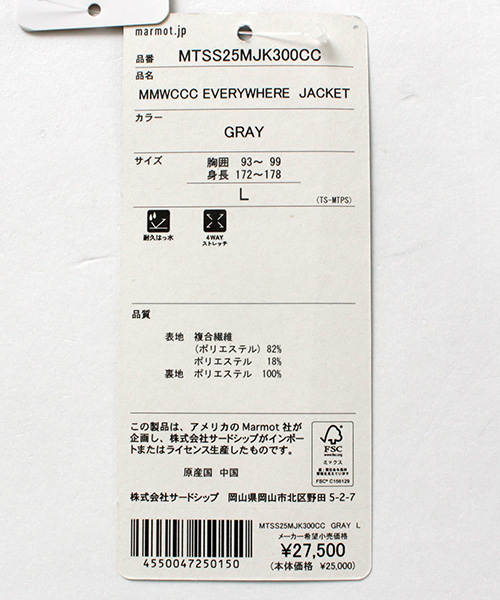 marmot.jp
品番 MTSS25MJK300CC
品名
MMWCCC EVERYWHERE JACKET
カラー
GRAY
サイズ 胸囲 93～ 99
身長 172～178
L (TS-MTPS)
耐久はっ水 4WAY
ストレッチ
品質
表地 複合繊維
(ポリエステル) 82%
ポリエステル 18%
裏地 ポリエステル 100%
この製品は、アメリカのMarmot 社が
企画し、株式会社サードシップがインポー
トまたはライセンス生産したものです。
原産国 中国
FSC
www.fsc.org
ミックス
FSC® C156129
株式会社サードシップ 岡山県岡山市北区野田 5-2-7
MTSS25MJK300CC GRAY L
メーカー希望小売価格
¥27,500
(本体価格 ¥25,000)
4550047250150